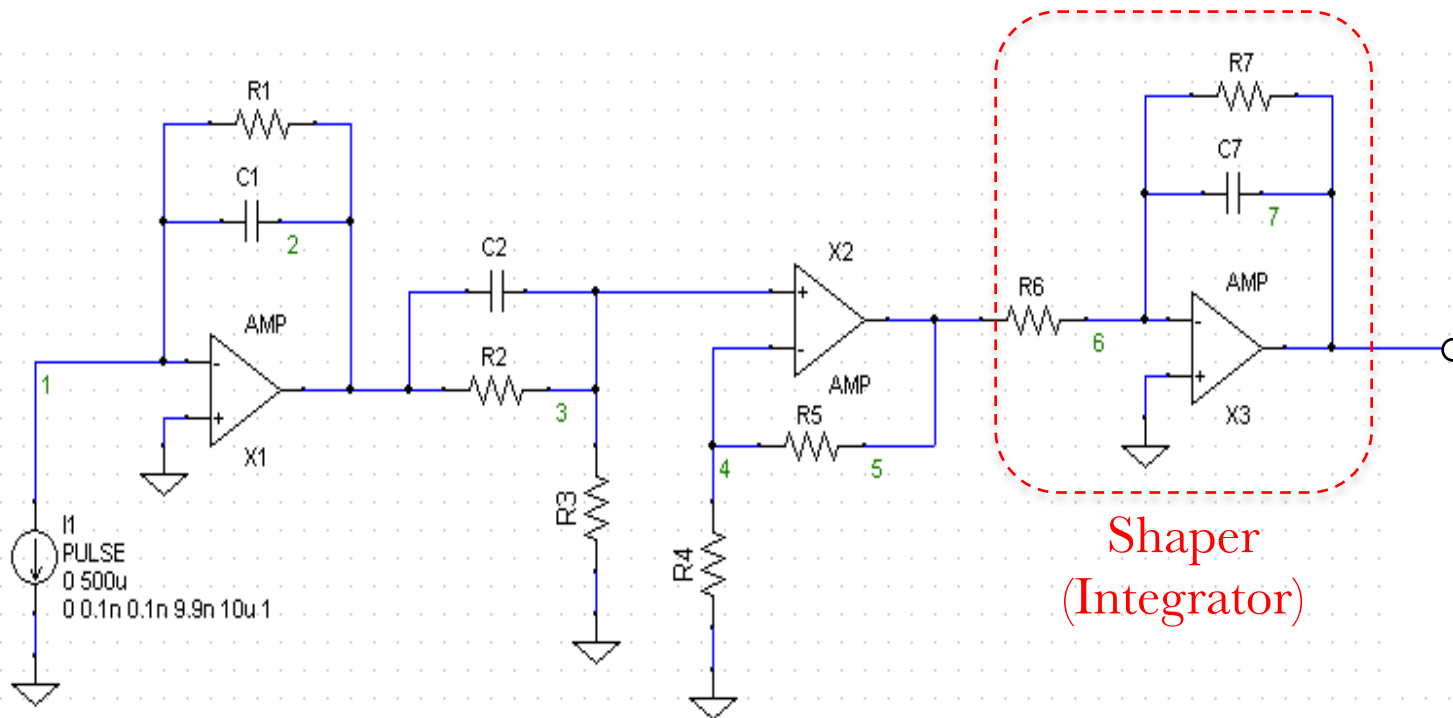 R1
C1
2
AMP
1
X1
I1
PULSE
0 500u
0 0.1n 0.1n 9.9n 10u 1
C2
R2
3
R3
X2
AMP
R5
4
5
R4
R6
6
R7
C7
7
AMP
X3
Shaper
(Integrator)